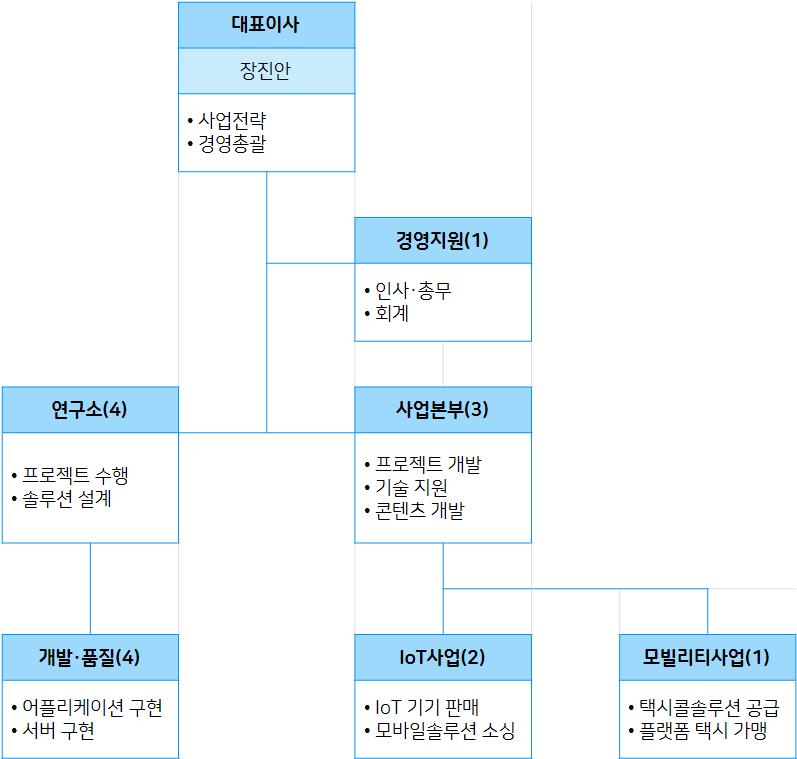 대표이사
장진안
• 사업전략
• 경영총괄
경영지원(1)
• 인사·총무
• 회계
연구소(4)
• 프로젝트 수행
• 솔루션 설계
사업본부(3)
• 프로젝트 개발
• 기술 지원
• 콘텐츠 개발
개발·품질(4)
• 어플리케이션 구현
• 서버 구현
IoT사업(2)
• IoT 기기 판매
• 모바일솔루션 소싱
모빌리티사업(1)
• 택시콜솔루션 공급
• 플랫폼 택시 가맹